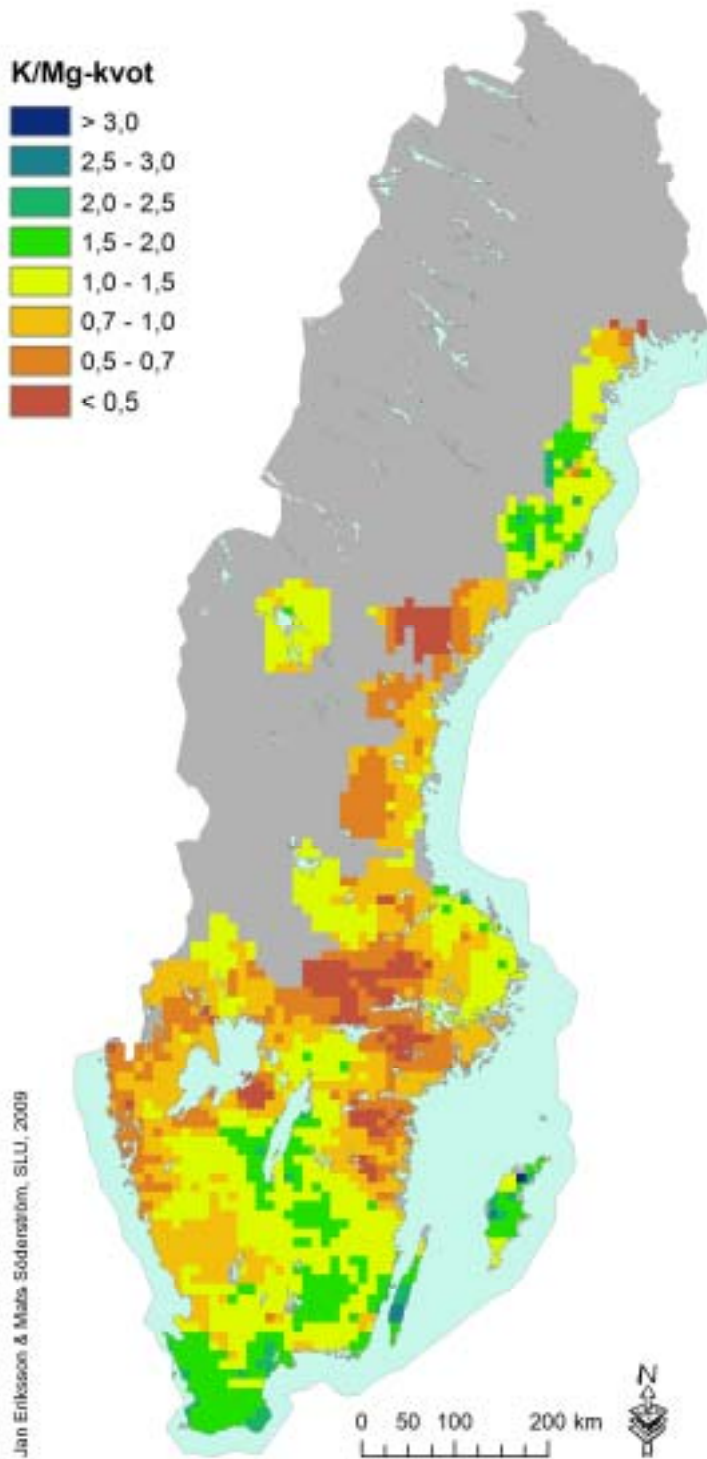 K/Mg-kvot
> 3,0
2,5 - 3,0
2,0 - 2,5
1,5 - 2,0
1,0 - 1,5
0,7 - 1,0
0,5 - 0,7
< 0,5
Jan Eriksson & Mats Söderström, SLU, 2009
0 50 100 200 km
N